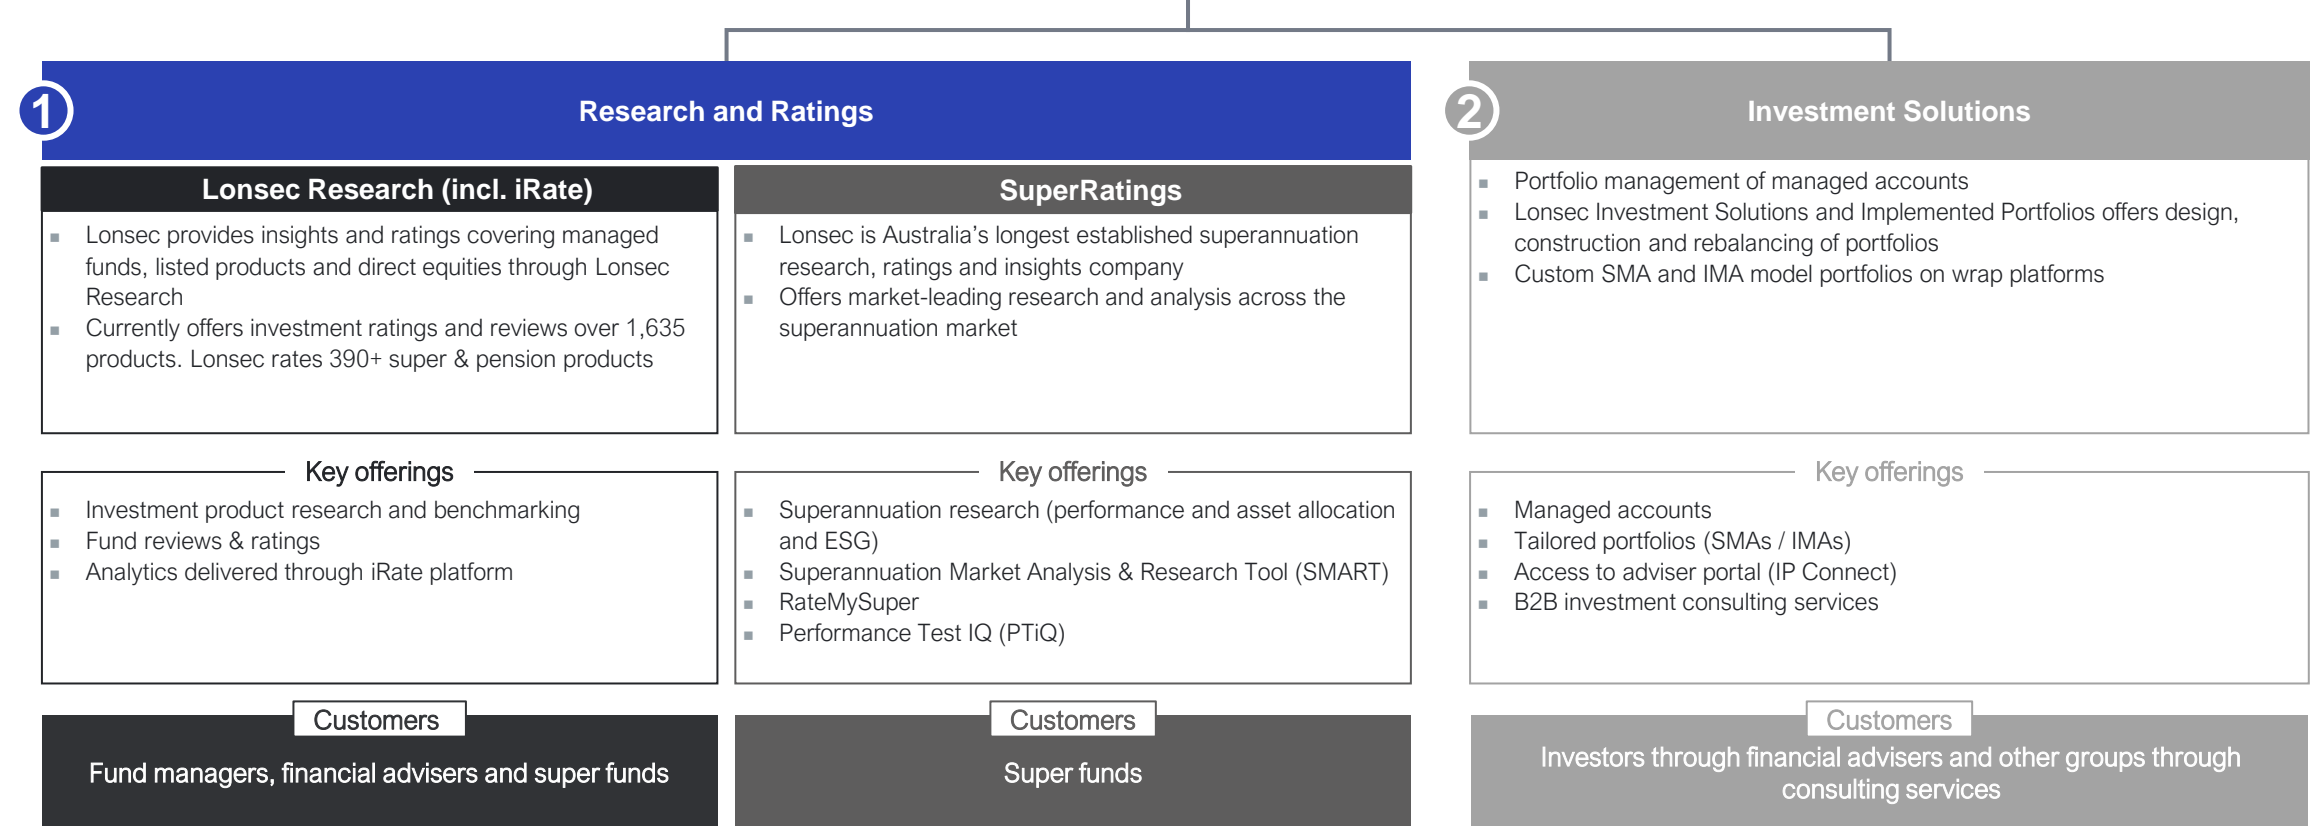 1
Research and Ratings
Lonsec Research (incl. iRate)
■ Lonsec provides insights and ratings covering managed
funds, listed products and direct equities through Lonsec
Research
■ Currently offers investment ratings and reviews over 1,635
products. Lonsec rates 390+ super & pension products
Key offerings
■ Investment product research and benchmarking
■ Fund reviews & ratings
■ Analytics delivered through iRate platform
Customers
Fund managers, financial advisers and super funds
SuperRatings
■ Lonsec is Australia’s longest established superannuation
research, ratings and insights company
■ Offers market-leading research and analysis across the
superannuation market
Key offerings
■ Superannuation research (performance and asset allocation
and ESG)
■ Superannuation Market Analysis & Research Tool (SMART)
■ RateMySuper
■ Performance Test IQ (PTiQ)
Customers
Super funds
2
Investment Solutions
■ Portfolio management of managed accounts
■ Lonsec Investment Solutions and Implemented Portfolios offers design,
construction and rebalancing of portfolios
■ Custom SMA and IMA model portfolios on wrap platforms
Key offerings
■ Managed accounts
■ Tailored portfolios (SMAs / IMAs)
■ Access to adviser portal (IP Connect)
■ B2B investment consulting services
Customers
Investors through financial advisers and other groups through
consulting services